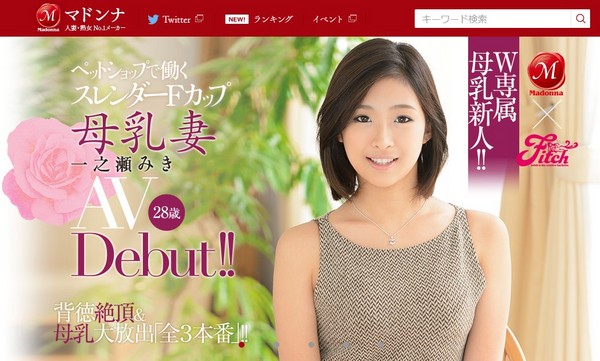 M
マドンナ
Madonna
人妻・熟女 No.1メーカー
Twitter
NEW!
ランキング
イベント
キーワード検索
ペットショップで働く
スレンダーFカップ
母乳妻
一之瀬みき
AV
28歳
Debut!!
背徳絶頂&
母乳大放出「全3本番」!!
W専属
母乳新人!!
M
Madonna
×
Fitch